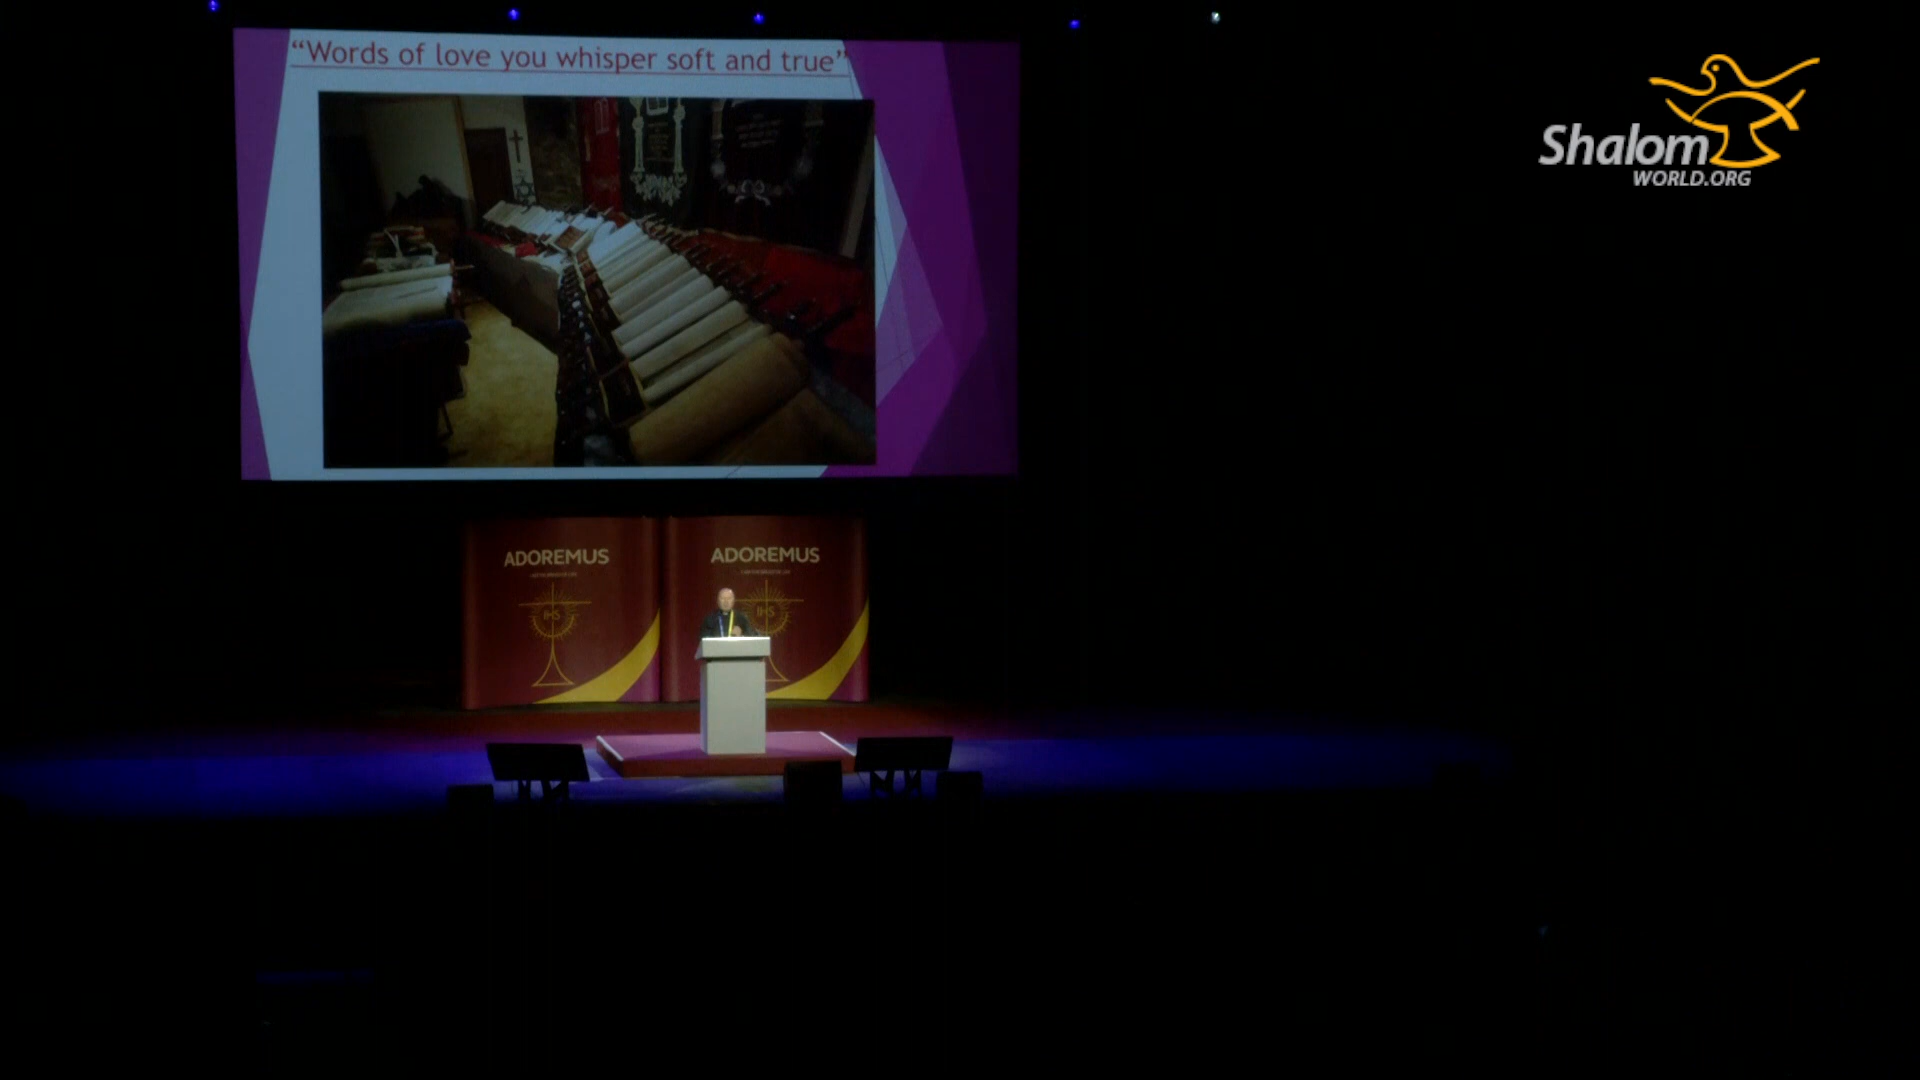 “Words of love you whisper soft and true”
Shalom
WORLD.ORG
ADOREMUS
ADOREMUS
IHS
IHS